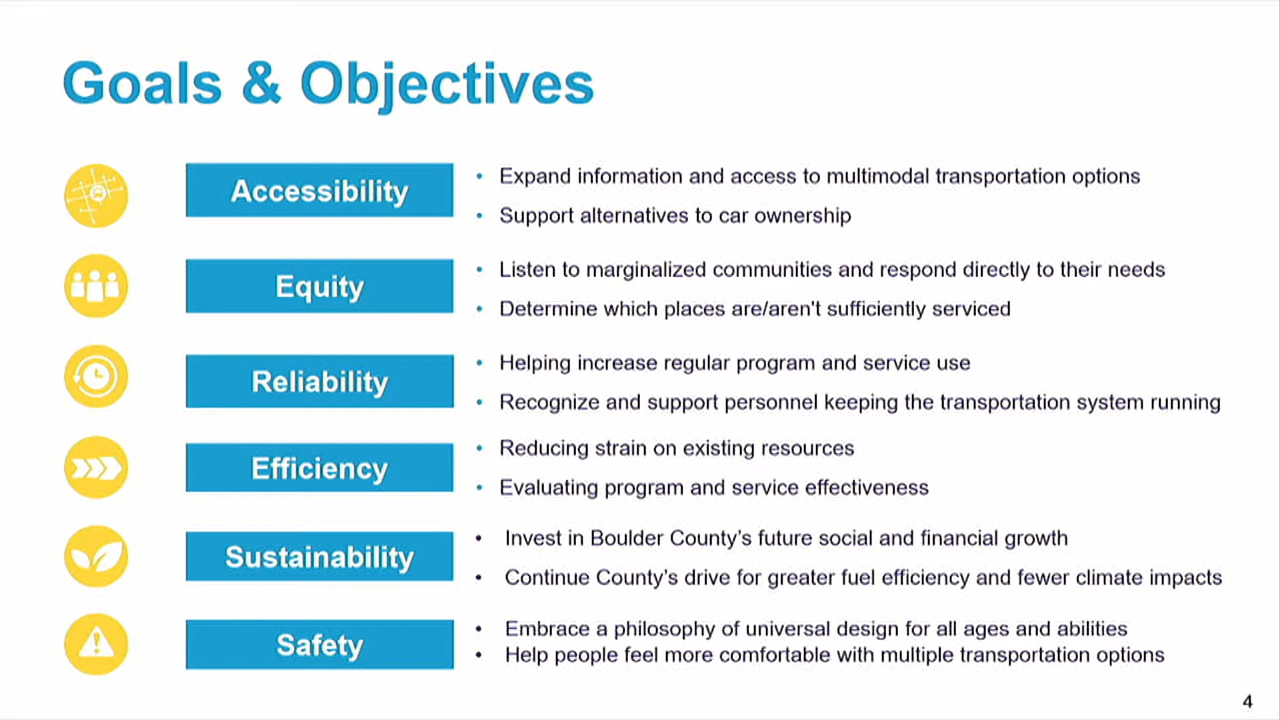 Goals & Objectives
Accessibility
• Expand information and access to multimodal transportation options
• Support alternatives to car ownership
Equity
• Listen to marginalized communities and respond directly to their needs
• Determine which places are/aren't sufficiently serviced
Reliability
• Helping increase regular program and service use
• Recognize and support personnel keeping the transportation system running
Efficiency
• Reducing strain on existing resources
• Evaluating program and service effectiveness
Sustainability
• Invest in Boulder County’s future social and financial growth
• Continue County’s drive for greater fuel efficiency and fewer climate impacts
Safety
• Embrace a philosophy of universal design for all ages and abilities
• Help people feel more comfortable with multiple transportation options
4